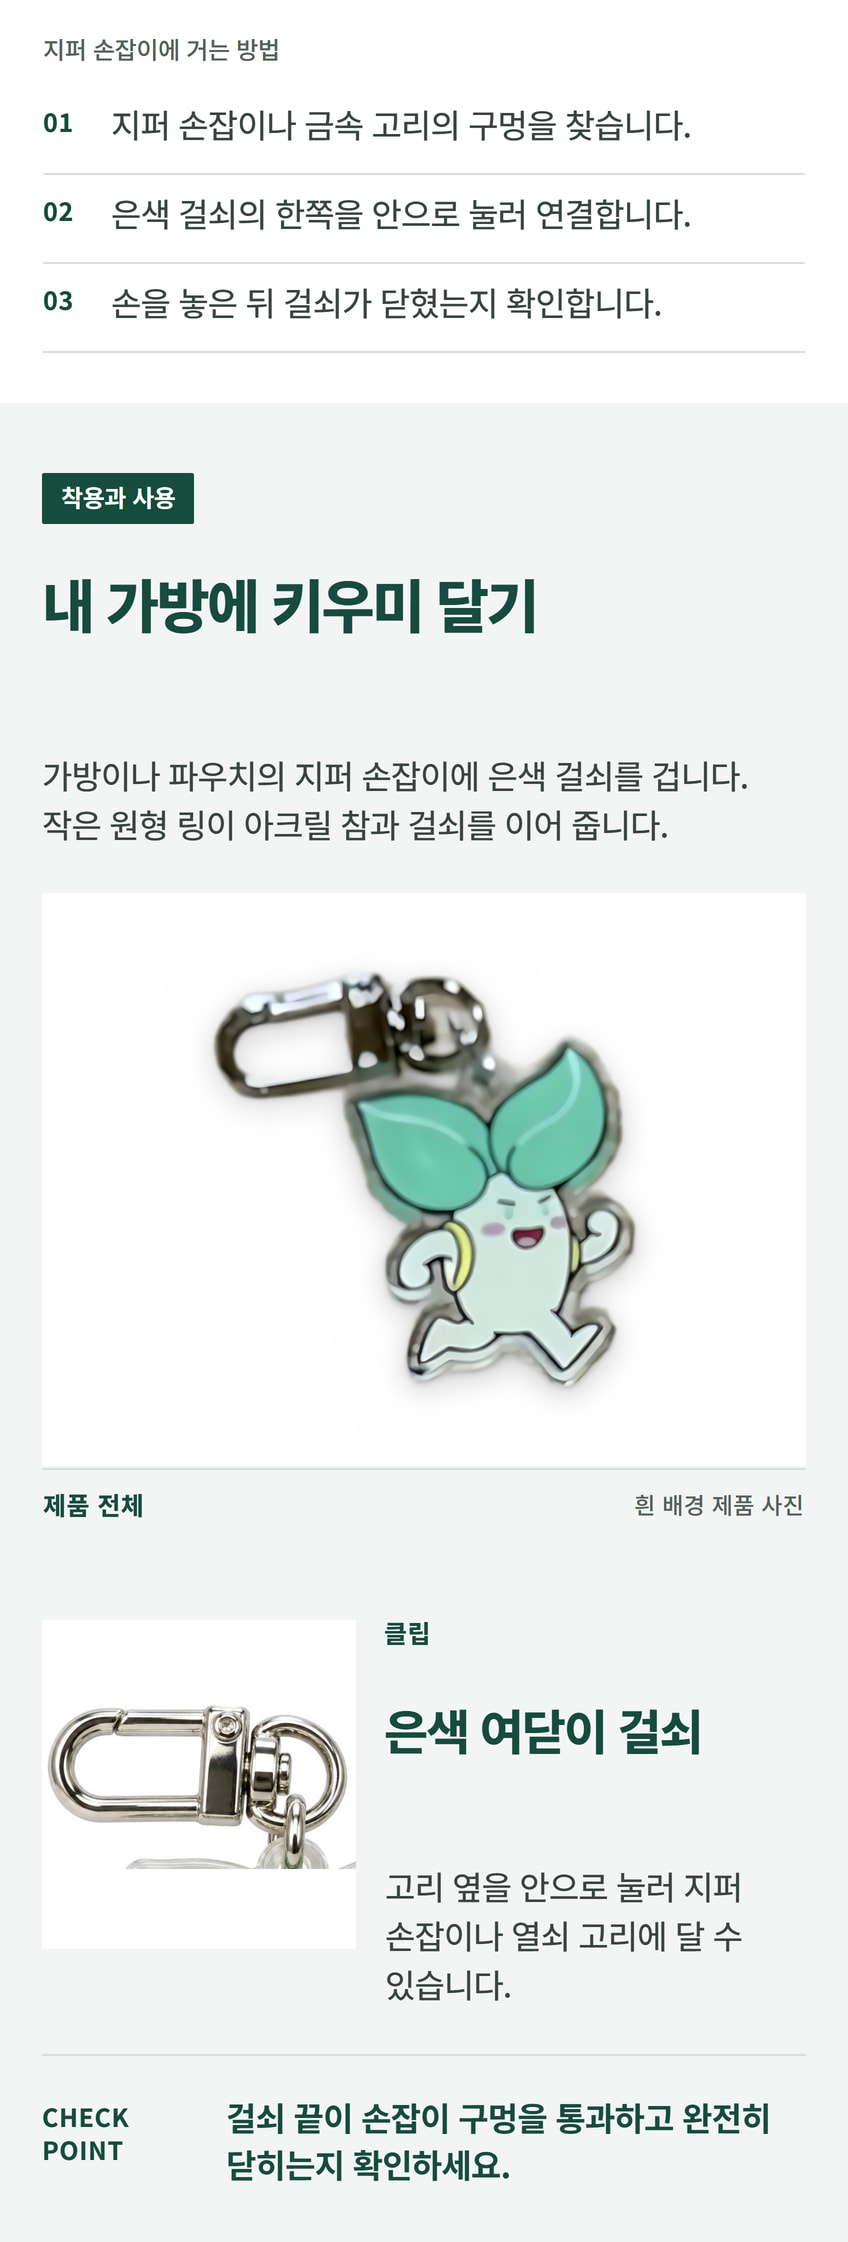 지퍼 손잡이에 거는 방법
01 지퍼 손잡이나 금속 고리의 구멍을 찾습니다.
02 은색 걸쇠의 한쪽을 안으로 눌러 연결합니다.
03 손을 놓은 뒤 걸쇠가 닫혔는지 확인합니다.
착용과 사용
내 가방에 키우미 달기
가방이나 파우치의 지퍼 손잡이에 은색 걸쇠를 겁니다.
작은 원형 링이 아크릴 참과 걸쇠를 이어 줍니다.
제품 전체
흰 배경 제품 사진
클립
은색 여닫이 걸쇠
고리 옆을 안으로 눌러 지퍼
손잡이나 열쇠 고리에 달 수
있습니다.
CHECK
POINT
걸쇠 끝이 손잡이 구멍을 통과하고 완전히
닫히는지 확인하세요.